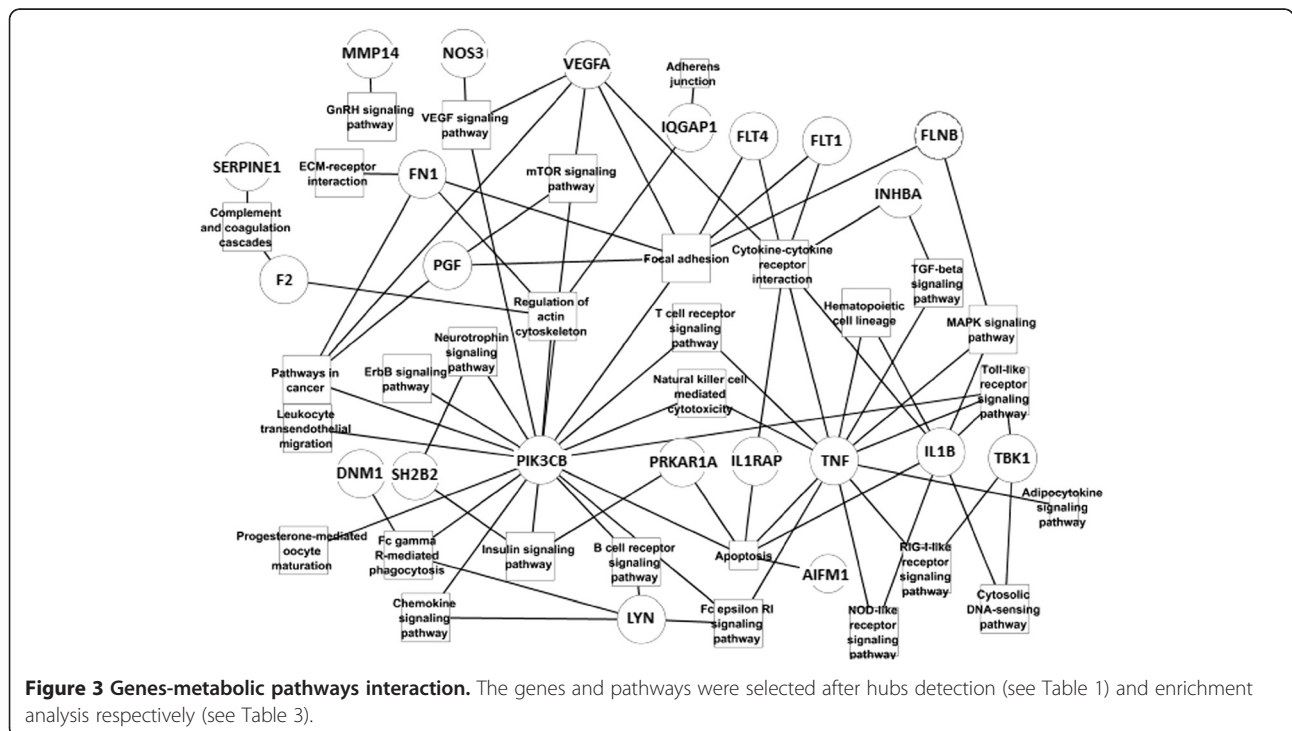 MMP14
NOS3
VEGFA
Adherens
junction
GnRH signaling
pathway
VEGF signaling
pathway
IQGAP1
FLT4
FLT1
FLNB
SERPINE1
ECM-receptor
interaction
FN1
mTOR signaling
pathway
INHBA
Complement
and coagulation
cascades
F2
PGF
Focal adhesion
Cytokine-cytokine
receptor
interaction
TGF-beta
signaling
pathway
Regulation of
actin
cytoskeleton
T cell receptor
signaling
pathway
Hematopoietic
cell lineage
MAPK signaling
pathway
Neurotrophin
signaling
pathway
Pathways in
cancer
ErbB signaling
pathway
Natural killer cell
mediated
cytotoxicity
Toll-like
receptor
signaling
pathway
Leukocyte
transendothelial
migration
DNM1
SH2B2
PIK3CB
PRKAR1A
IL1RAP
TNF
IL1B
TBK1
Adipocytokine
signaling
pathway
Progesterone-mediated
oocyte
maturation
Fc gamma
R-mediated
phagocytosis
Insulin signaling
pathway
B cell receptor
signaling
pathway
Apoptosis
AIFM1
RIG-I-like
receptor
signaling
pathway
Chemokine
signaling
pathway
LYN
Fc epsilon RI
signaling
pathway
NOD-like
receptor
signaling
pathway
Cytosolic
DNA-sensing
pathway
Figure 3 Genes-metabolic pathways interaction. The genes and pathways were selected after hubs detection (see Table 1) and enrichment
analysis respectively (see Table 3).